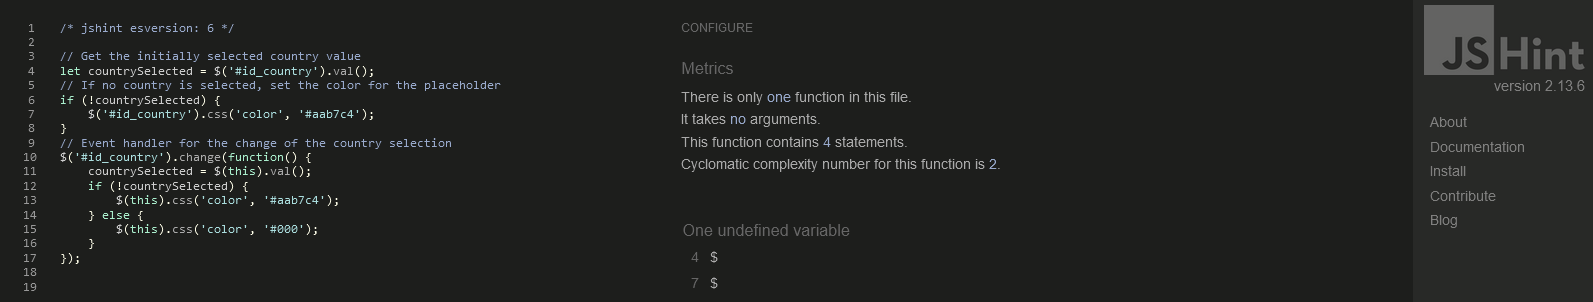 1 /* jshint esversion: 6 */
2
3 // Get the initially selected country value
4 let countrySelected = $('#id_country').val();
5 // If no country is selected, set the color for the placeholder
6 if (!countrySelected) {
7     $('#id_country').css('color', '#aab7c4');
8 }
9 // Event handler for the change of the country selection
10 $('#id_country').change(function() {
11     countrySelected = $(this).val();
12     if (!countrySelected) {
13         $(this).css('color', '#aab7c4');
14     } else {
15         $(this).css('color', '#000');
16     }
17 });
18
19
CONFIGURE
Metrics
There is only one function in this file.
It takes no arguments.
This function contains 4 statements.
Cyclomatic complexity number for this function is 2.
One undefined variable
4 $
7 $
JSHint
version 2.13.6
About
Documentation
Install
Contribute
Blog